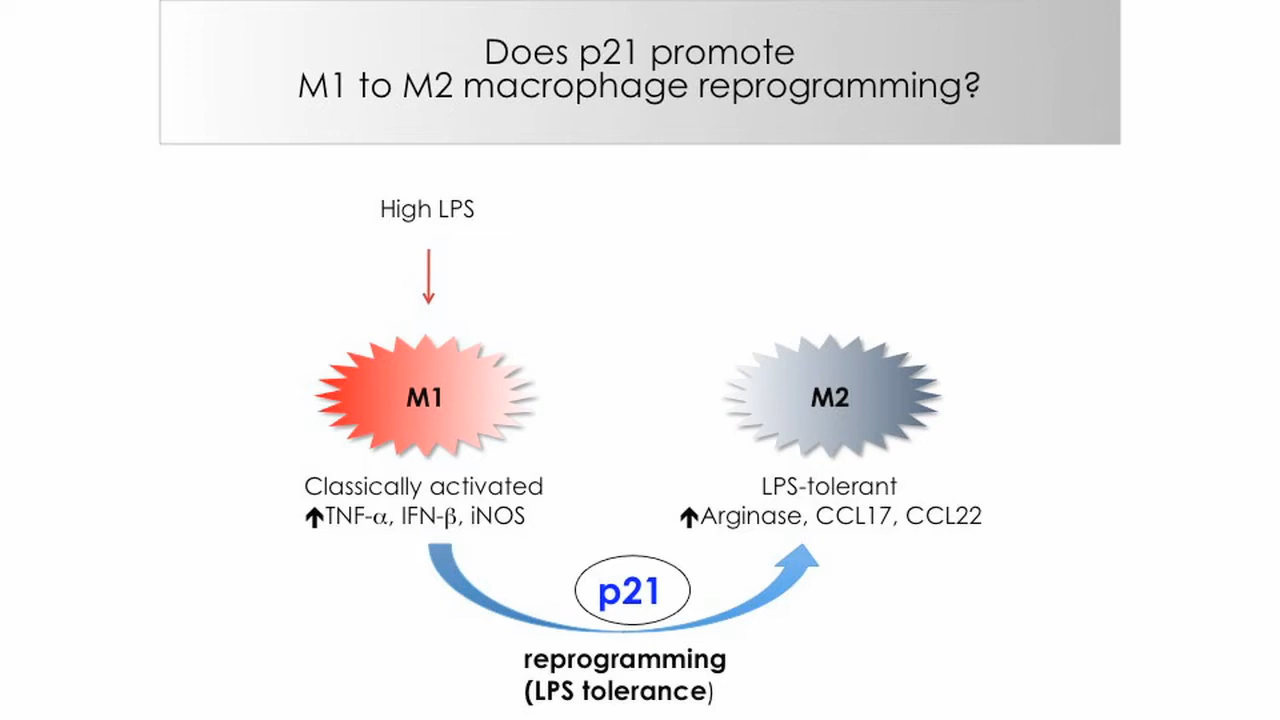 Does p21 promote
M1 to M2 macrophage reprogramming?
High LPS
M1
M2
Classically activated
⬆TNF-α, IFN-β, iNOS
LPS-tolerant
⬆Arginase, CCL17, CCL22
p21
reprogramming
(LPS tolerance)